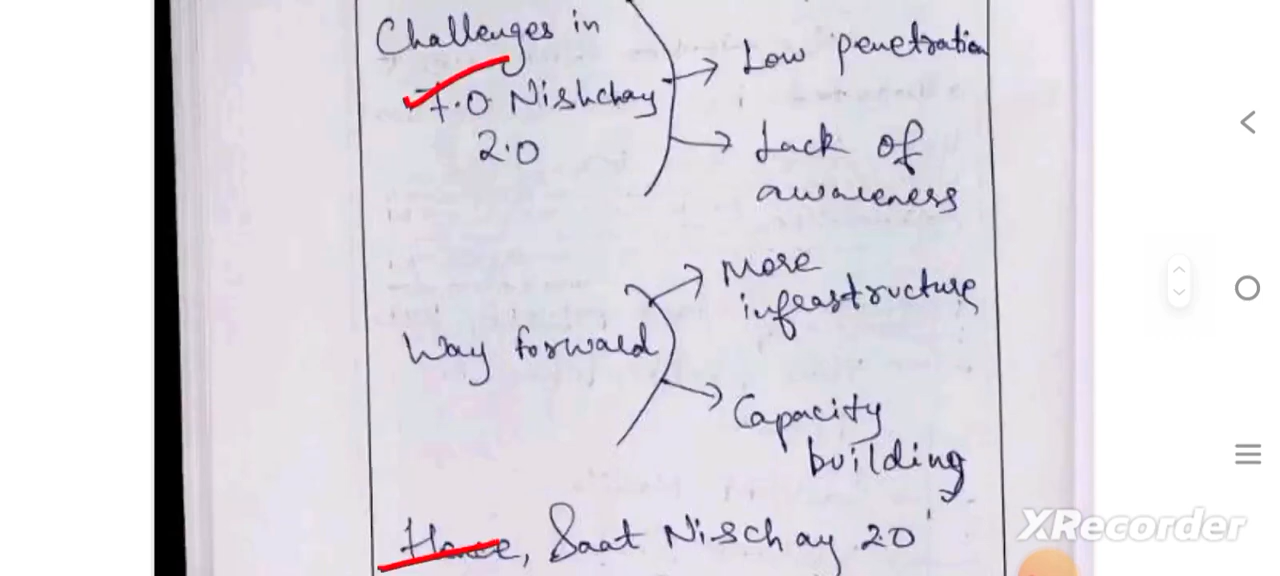 Challenges in
7.0 Nishchay
2.0
Low penetration
Lack of
awareness
Way forward
More
infrastructure
Capacity
building
Hence, Saat Nischay 2.0
XRecorder